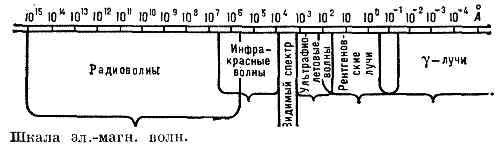 10¹⁵ 10¹⁴ 10¹³ 10¹² 10¹¹ 10¹⁰ 10⁹ 10⁸ 10⁷ 10⁶ 10⁵ 10⁴ 10³ 10² 10 10⁰ 10⁻¹ 10⁻² 10⁻³ 10⁻⁴ Å
Радиоволны
Инфра-
красные
волны
Видимый спектр
Ультрафио-
летовые
волны
Рентгенов-
ские
лучи
γ-лучи
Шкала эл.-магн. волн.